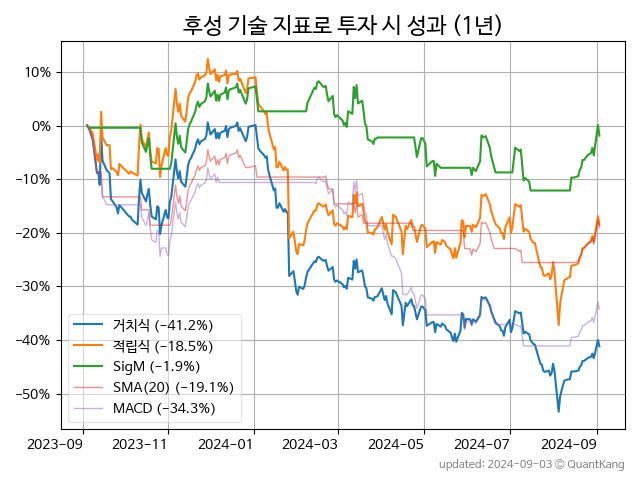 후성 기술 지표로 투자 시 성과 (1년)
10%
0%
−10%
−20%
−30%
−40%
−50%
거치식 (−41.2%)
적립식 (−18.5%)
SigM (−1.9%)
SMA(20) (−19.1%)
MACD (−34.3%)
2023-09 2023-11 2024-01 2024-03 2024-05 2024-07 2024-09
updated: 2024-09-03 © QuantKang